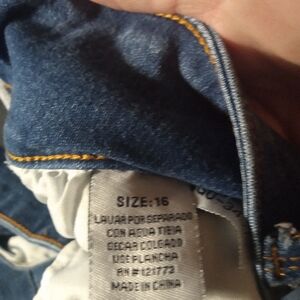 SIZE: 16
LAVAR POR SEPARADO
CON AGUA TIBIA
SECAR COLGADO
USE PLANCHA
RN # 121773
MADE IN CHINA